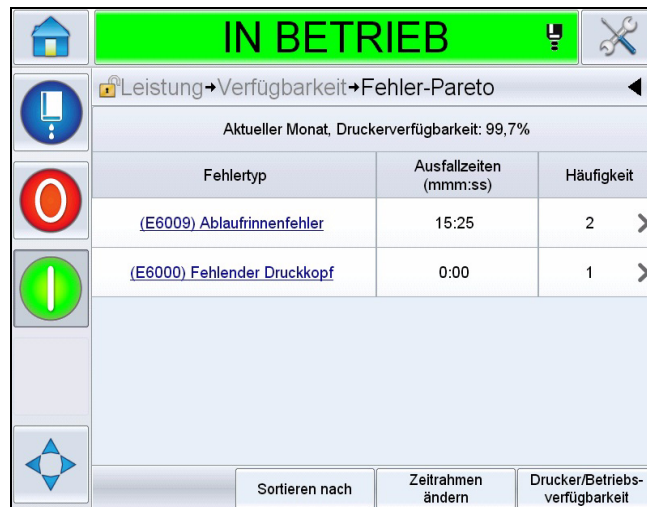 IN BETRIEB
Leistung→Verfügbarkeit→Fehler-Pareto
Aktueller Monat, Druckerverfügbarkeit: 99,7%
Fehlertyp
Ausfallzeiten
(mmm:ss)
Häufigkeit
(E6009) Ablaufrinnenfehler
15:25
2
(E6000) Fehlender Druckkopf
0:00
1
Sortieren nach
Zeitrahmen
ändern
Drucker/Betriebs-
verfügbarkeit